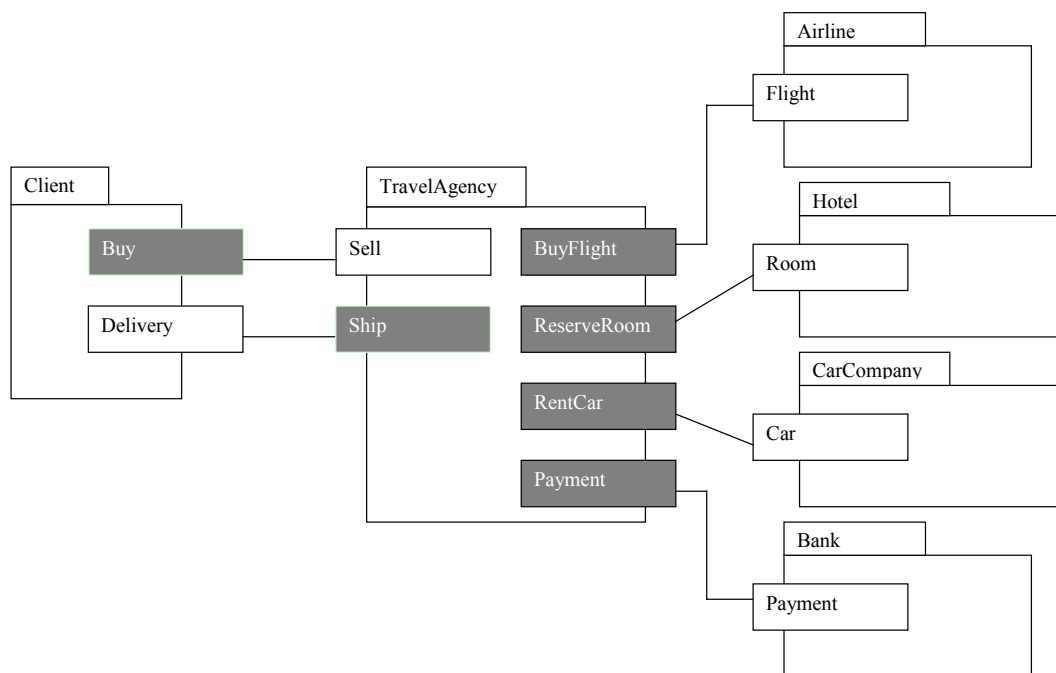 Airline
Flight
Client
TravelAgency
Hotel
Buy
Sell
BuyFlight
Room
Delivery
Ship
ReserveRoom
CarCompany
RentCar
Car
Payment
Bank
Payment